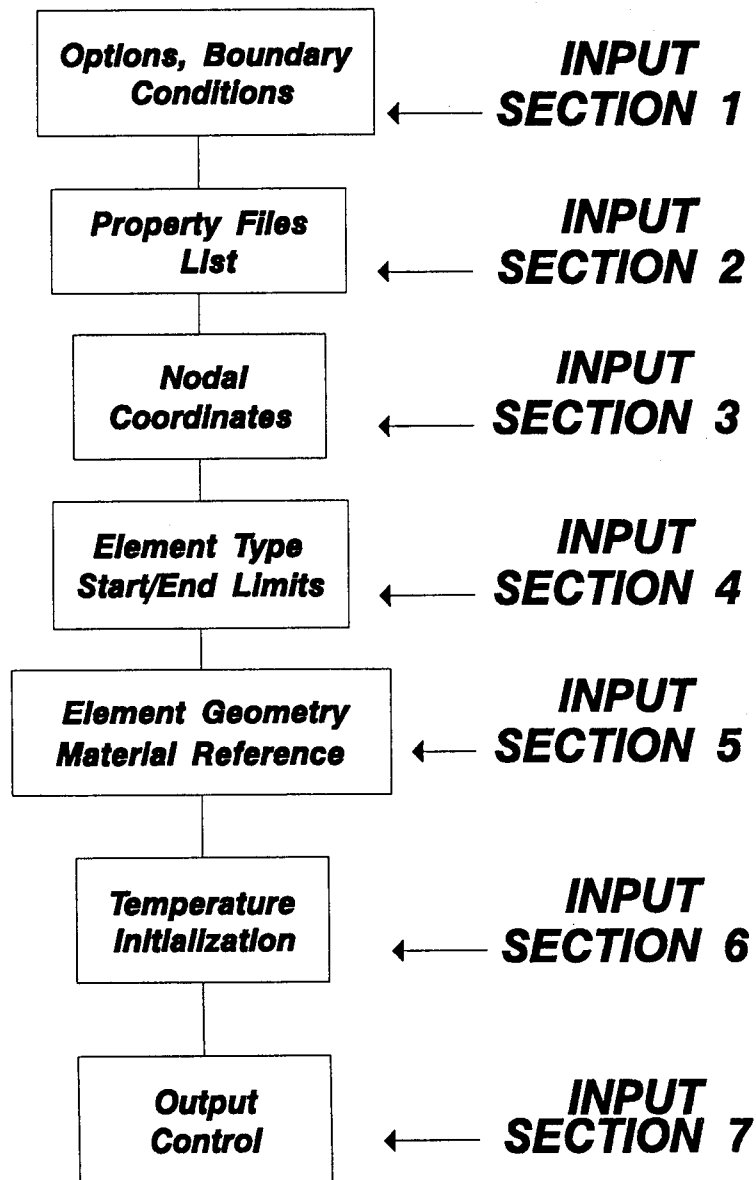 Options, Boundary
Conditions
INPUT
SECTION 1
Property Files
List
INPUT
SECTION 2
Nodal
Coordinates
INPUT
SECTION 3
Element Type
Start/End Limits
INPUT
SECTION 4
Element Geometry
Material Reference
INPUT
SECTION 5
Temperature
Initialization
INPUT
SECTION 6
Output
Control
INPUT
SECTION 7